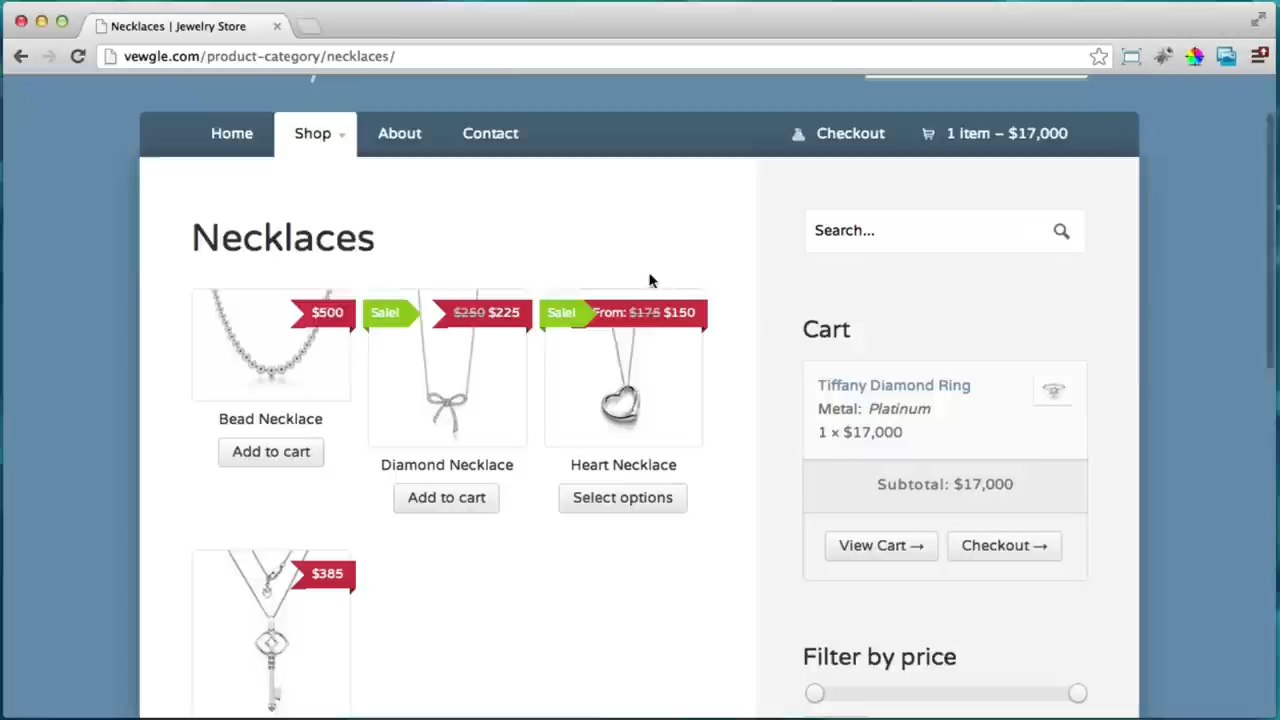 Necklaces | Jewelry Store
vewgle.com/product-category/necklaces/
Home
Shop
About
Contact
Checkout
1 item – $17,000
Necklaces
Search...
$500
Sale!
$250 $225
Sale!
From: $175 $150
Bead Necklace
Add to cart
Diamond Necklace
Add to cart
Heart Necklace
Select options
$385
Cart
Tiffany Diamond Ring
Metal: Platinum
1 × $17,000
Subtotal: $17,000
View Cart →
Checkout →
Filter by price